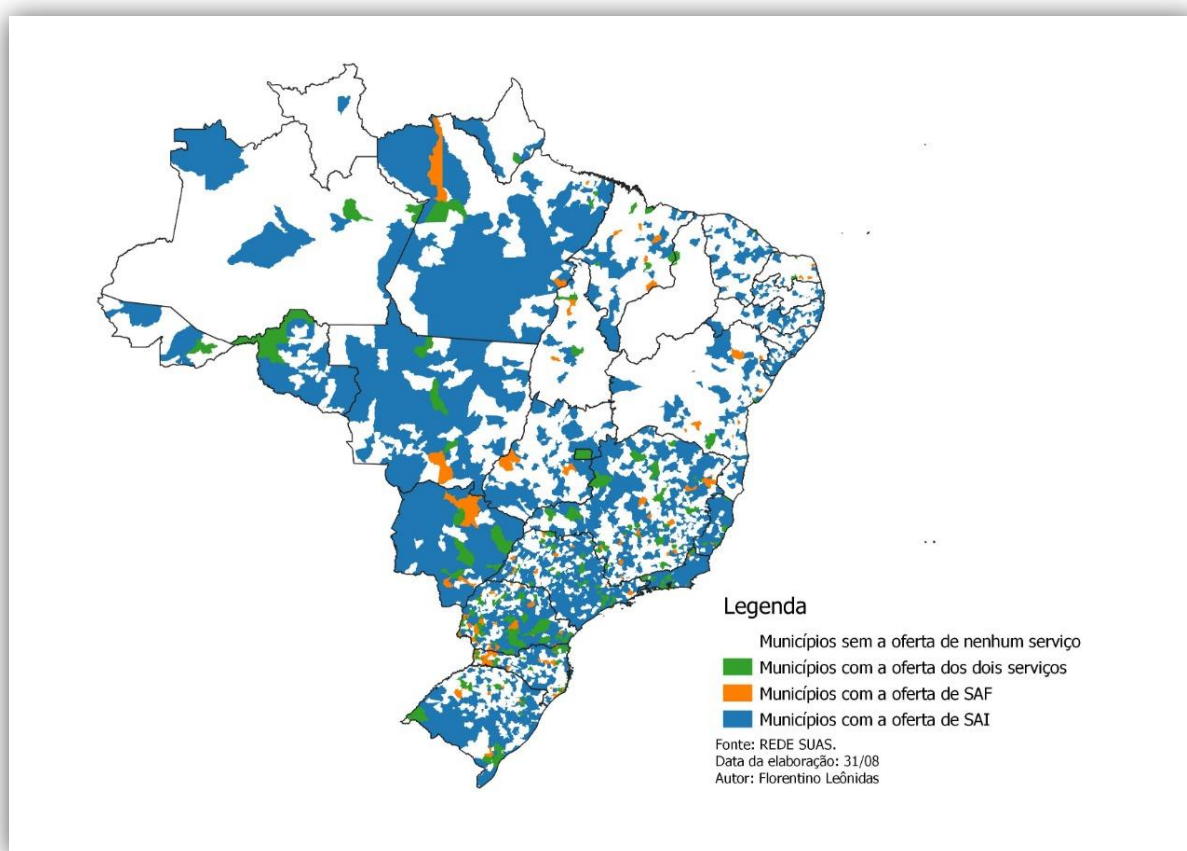 Legenda
Municípios sem a oferta de nenhum serviço
Municípios com a oferta dos dois serviços
Municípios com a oferta de SAF
Municípios com a oferta de SAI
Fonte: REDE SUAS.
Data da elaboração: 31/08
Autor: Florentino Leônidas